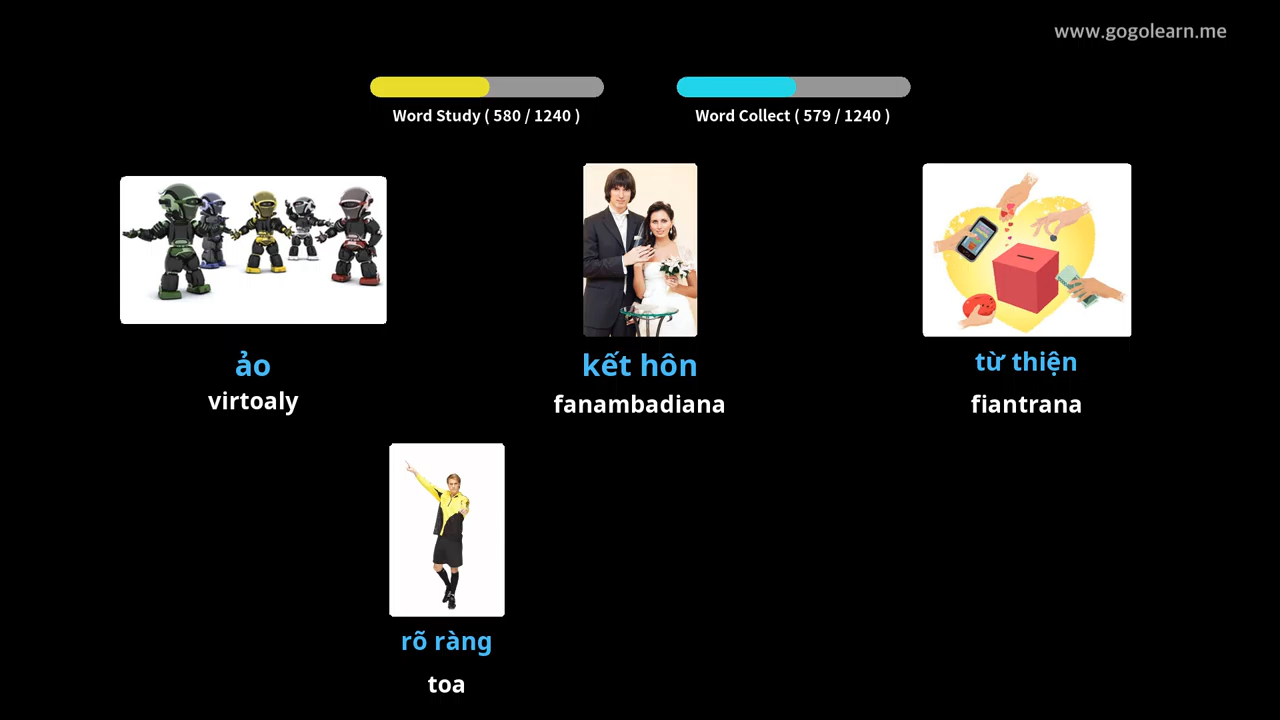 www.gogolearn.me
Word Study ( 580 / 1240 )
Word Collect ( 579 / 1240 )
ảo
virtoaly
kết hôn
fanambadiana
từ thiện
fiantrana
rõ ràng
toa